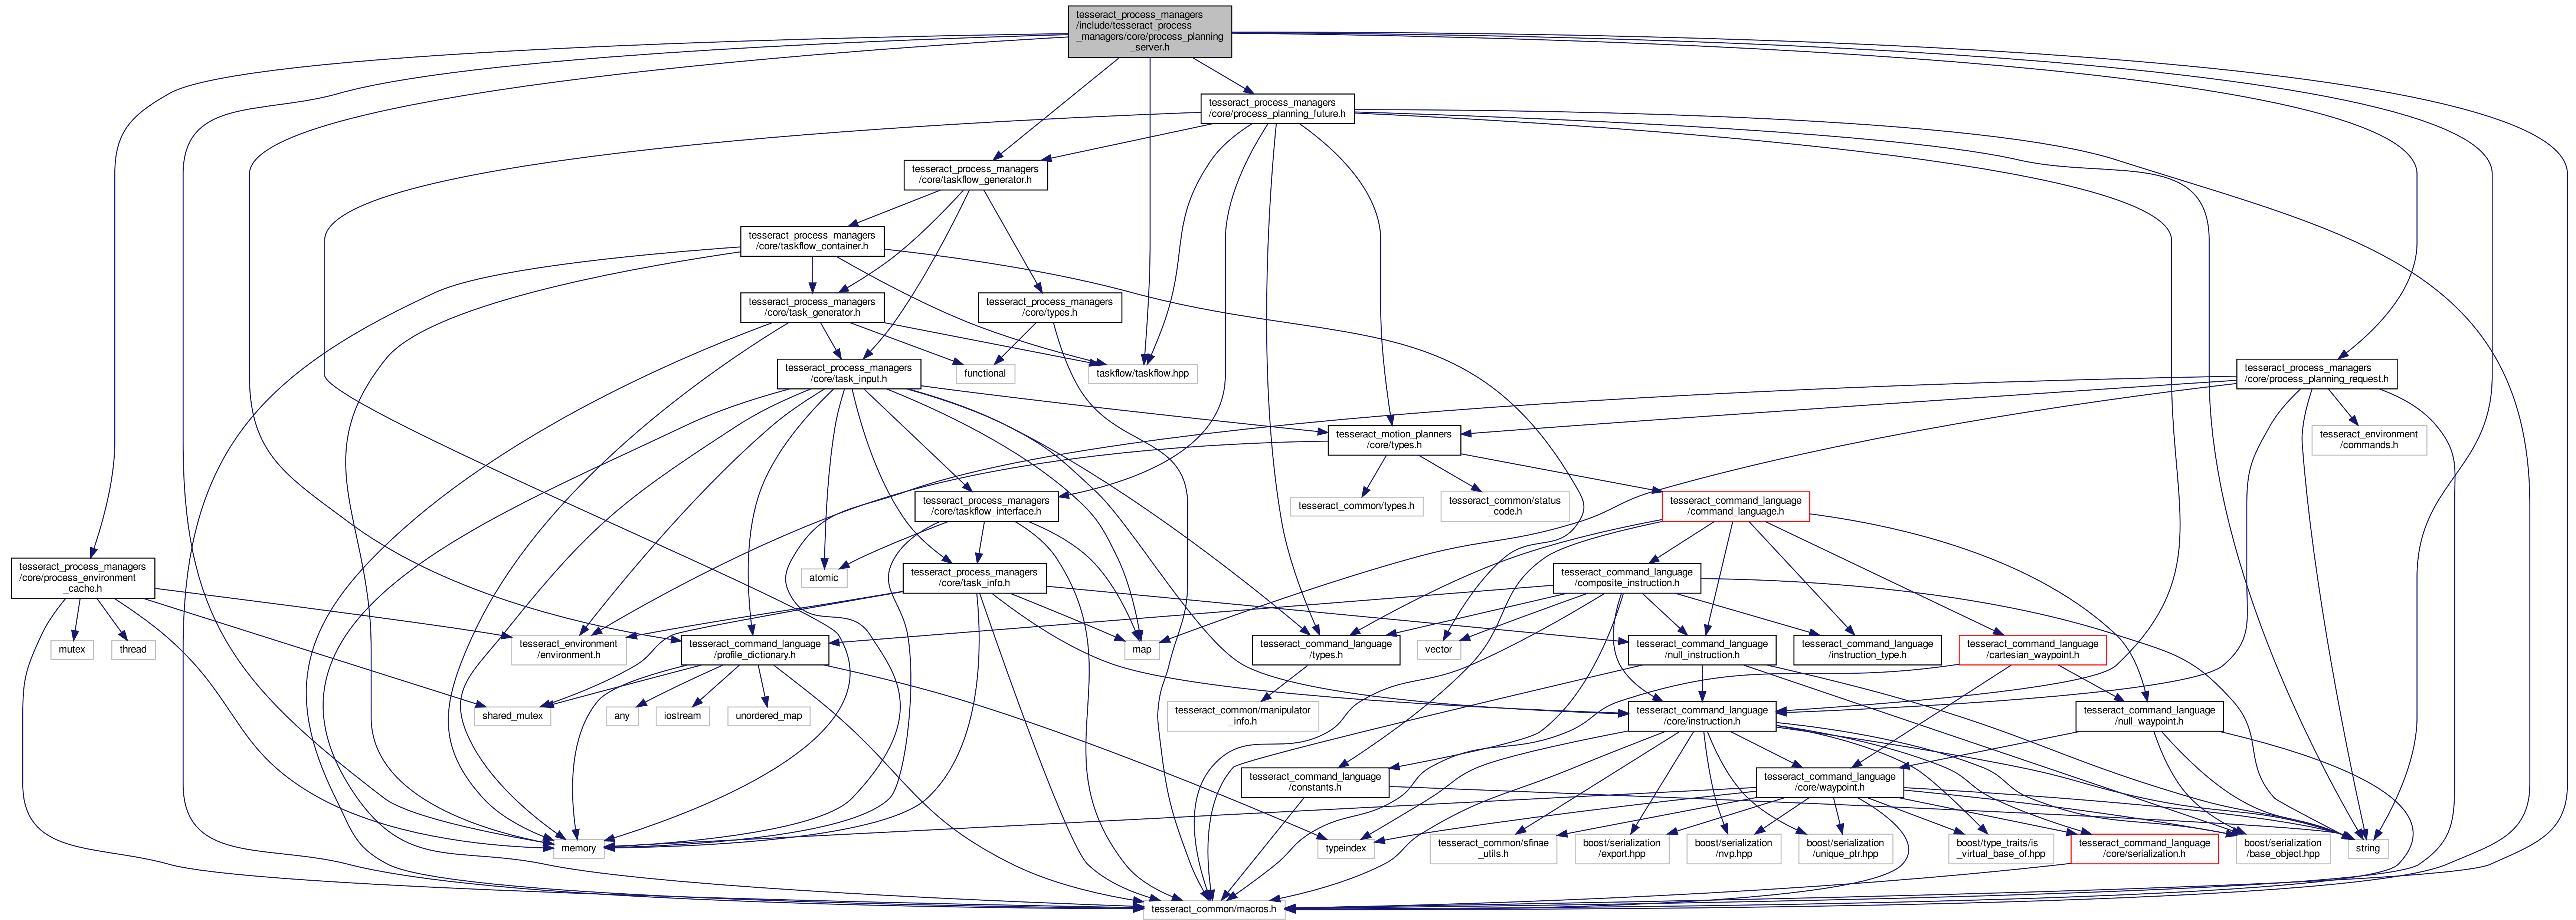 tesseract_process_managers
/include/tesseract_process
_managers/core/process_planning
_server.h
tesseract_process_managers
/core/process_planning_future.h
tesseract_process_managers
/core/taskflow_generator.h
tesseract_process_managers
/core/taskflow_container.h
tesseract_process_managers
/core/task_generator.h
tesseract_process_managers
/core/types.h
tesseract_process_managers
/core/task_input.h
functional
taskflow/taskflow.hpp
tesseract_process_managers
/core/process_planning_request.h
tesseract_motion_planners
/core/types.h
tesseract_environment
/commands.h
tesseract_process_managers
/core/taskflow_interface.h
tesseract_common/types.h
tesseract_common/status
_code.h
tesseract_command_language
/command_language.h
tesseract_process_managers
/core/process_environment
_cache.h
atomic
tesseract_process_managers
/core/task_info.h
tesseract_command_language
/composite_instruction.h
mutex
thread
tesseract_environment
/environment.h
tesseract_command_language
/profile_dictionary.h
map
tesseract_command_language
/types.h
vector
tesseract_command_language
/null_instruction.h
tesseract_command_language
/instruction_type.h
tesseract_command_language
/cartesian_waypoint.h
shared_mutex
any
iostream
unordered_map
tesseract_common/manipulator
_info.h
tesseract_command_language
/core/instruction.h
tesseract_command_language
/null_waypoint.h
tesseract_command_language
/constants.h
tesseract_command_language
/core/waypoint.h
memory
typeindex
tesseract_common/sfinae
_utils.h
boost/serialization
/export.hpp
boost/serialization
/nvp.hpp
boost/serialization
/unique_ptr.hpp
boost/type_traits/is
_virtual_base_of.hpp
tesseract_command_language
/core/serialization.h
boost/serialization
/base_object.hpp
string
tesseract_common/macros.h